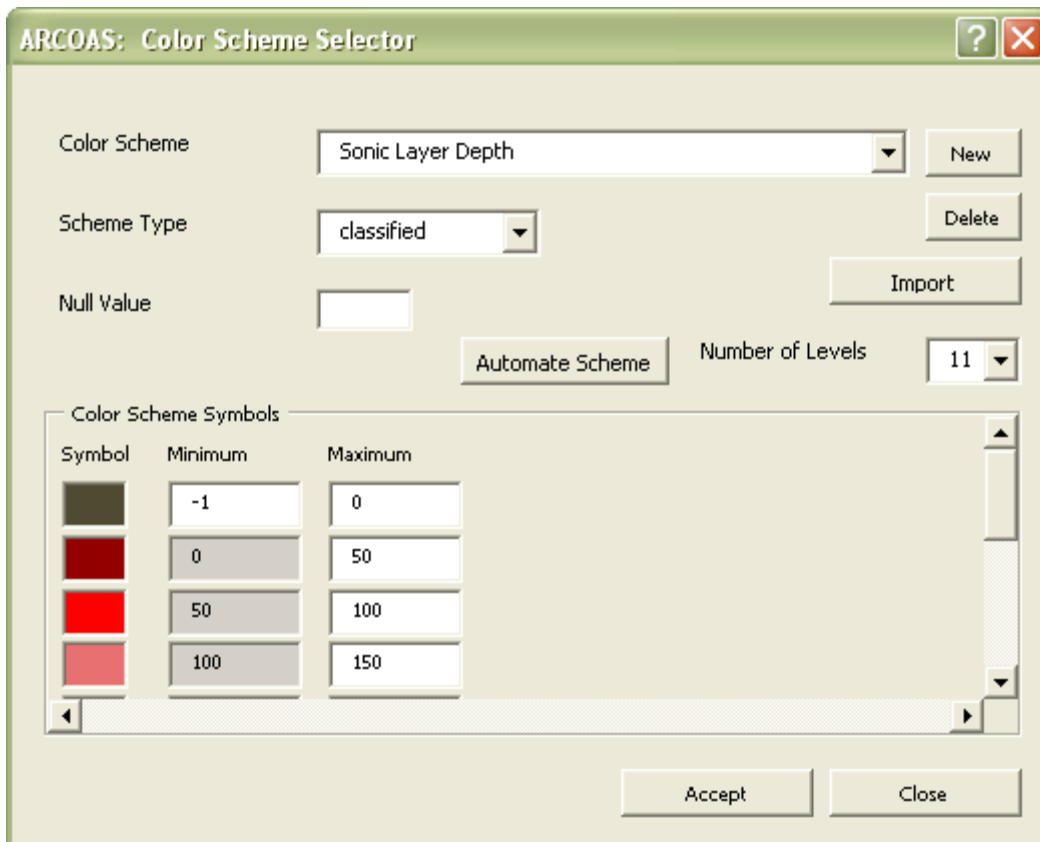 ARCOAS: Color Scheme Selector
Color Scheme Sonic Layer Depth New
Scheme Type classified Delete
Import
Null Value
Automate Scheme Number of Levels 11
Color Scheme Symbols
Symbol Minimum Maximum
-1 0
0 50
50 100
100 150
Accept Close